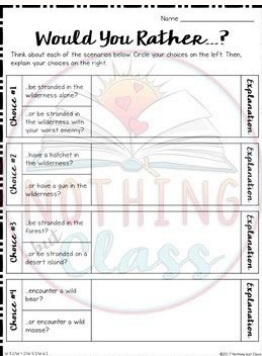 Name
Would You Rather...?
Think about each of the scenarios below. Circle your choices on the left. Then,
explain your choices on the right.
Choice #1
...be stranded in the
wilderness alone?
...or be stranded in
the wilderness with
your worst enemy?
Explanation
Choice #2
...have a hatchet in
the wilderness?
...or have a gun in the
wilderness?
Explanation
Choice #3
...be stranded in the
forest?
...or be stranded on a
desert island?
Explanation
Choice #4
...encounter a wild
bear?
...or encounter a wild
moose?
Explanation
THING
but
Class